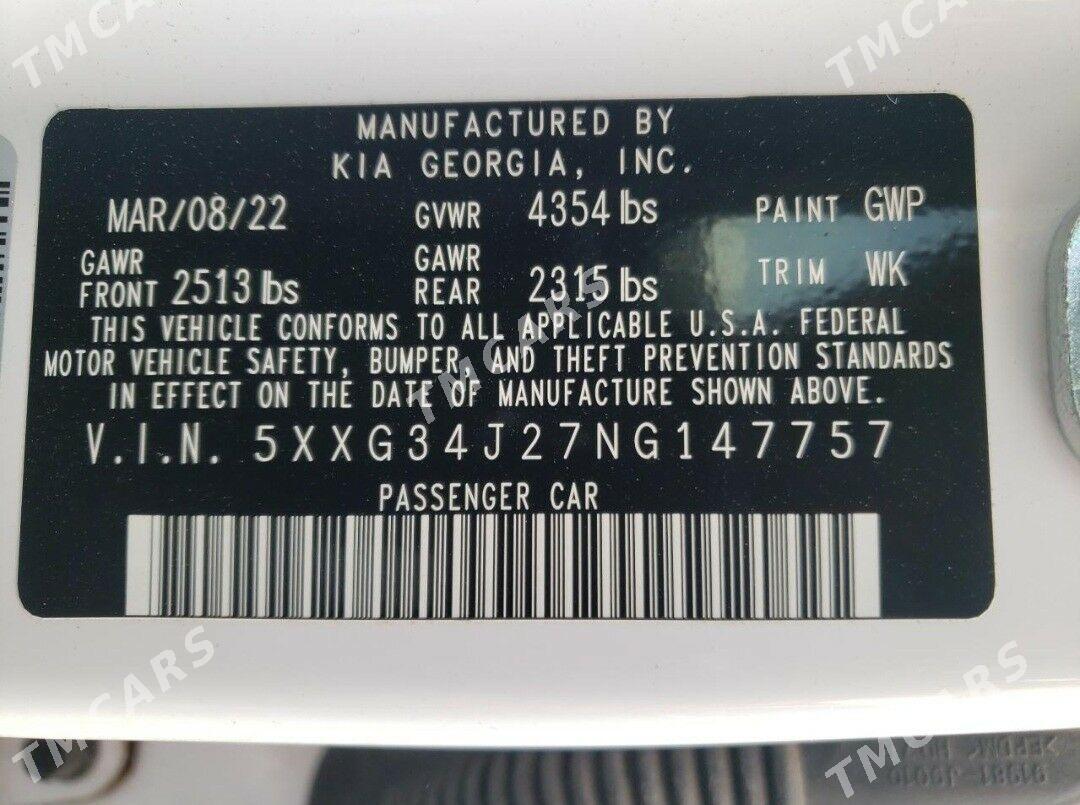 TMCARS
TMCARS
MANUFACTURED BY
KIA GEORGIA, INC.
MAR/08/22 GVWR 4354 lbs PAINT GWP
GAWR FRONT 2513 lbs GAWR REAR 2315 lbs TRIM WK
THIS VEHICLE CONFORMS TO ALL APPLICABLE U.S.A. FEDERAL
MOTOR VEHICLE SAFETY, BUMPER, AND THEFT PREVENTION STANDARDS
IN EFFECT ON THE DATE OF MANUFACTURE SHOWN ABOVE.
TMCARS
V.I.N. 5XXG34J27NG147757
PASSENGER CAR
TMCARS
TMCARS